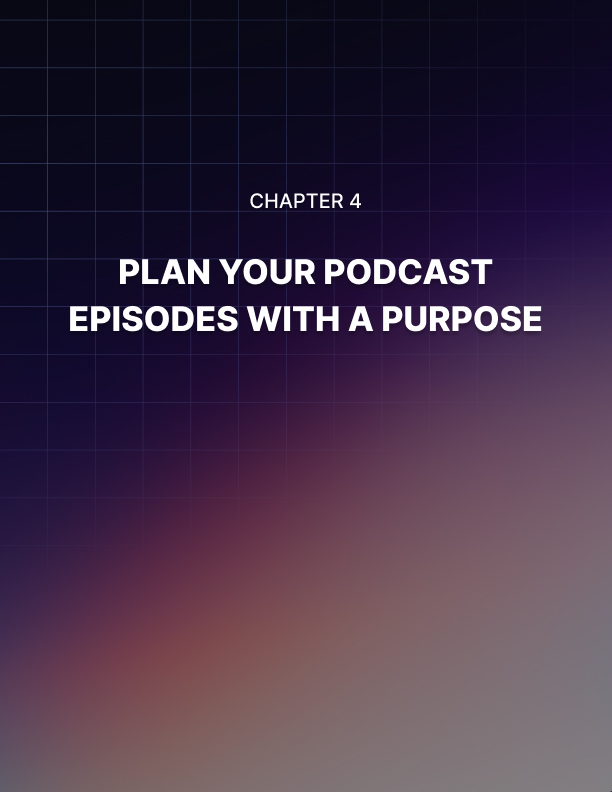 CHAPTER 4
PLAN YOUR PODCAST
EPISODES WITH A PURPOSE